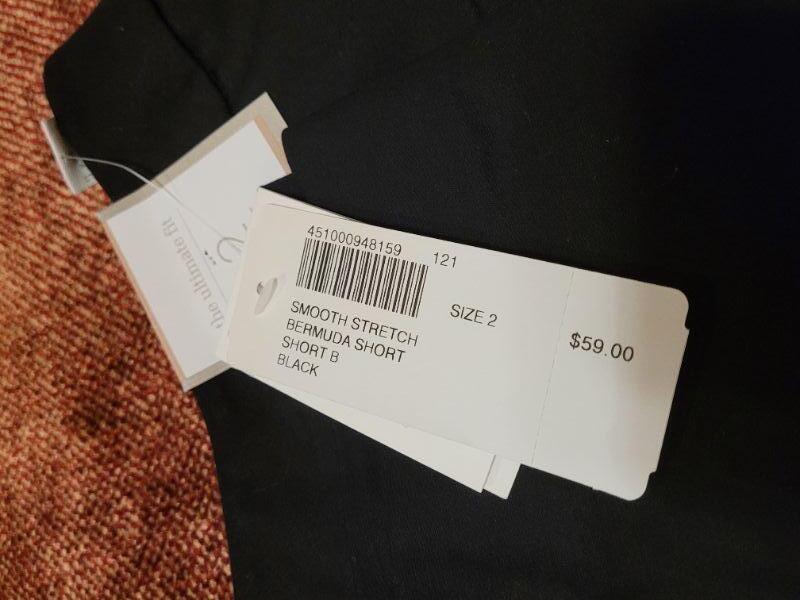 451000948159
121
SMOOTH STRETCH
BERMUDA SHORT
SHORT B
BLACK
SIZE 2
$59.00
the ultimate fit